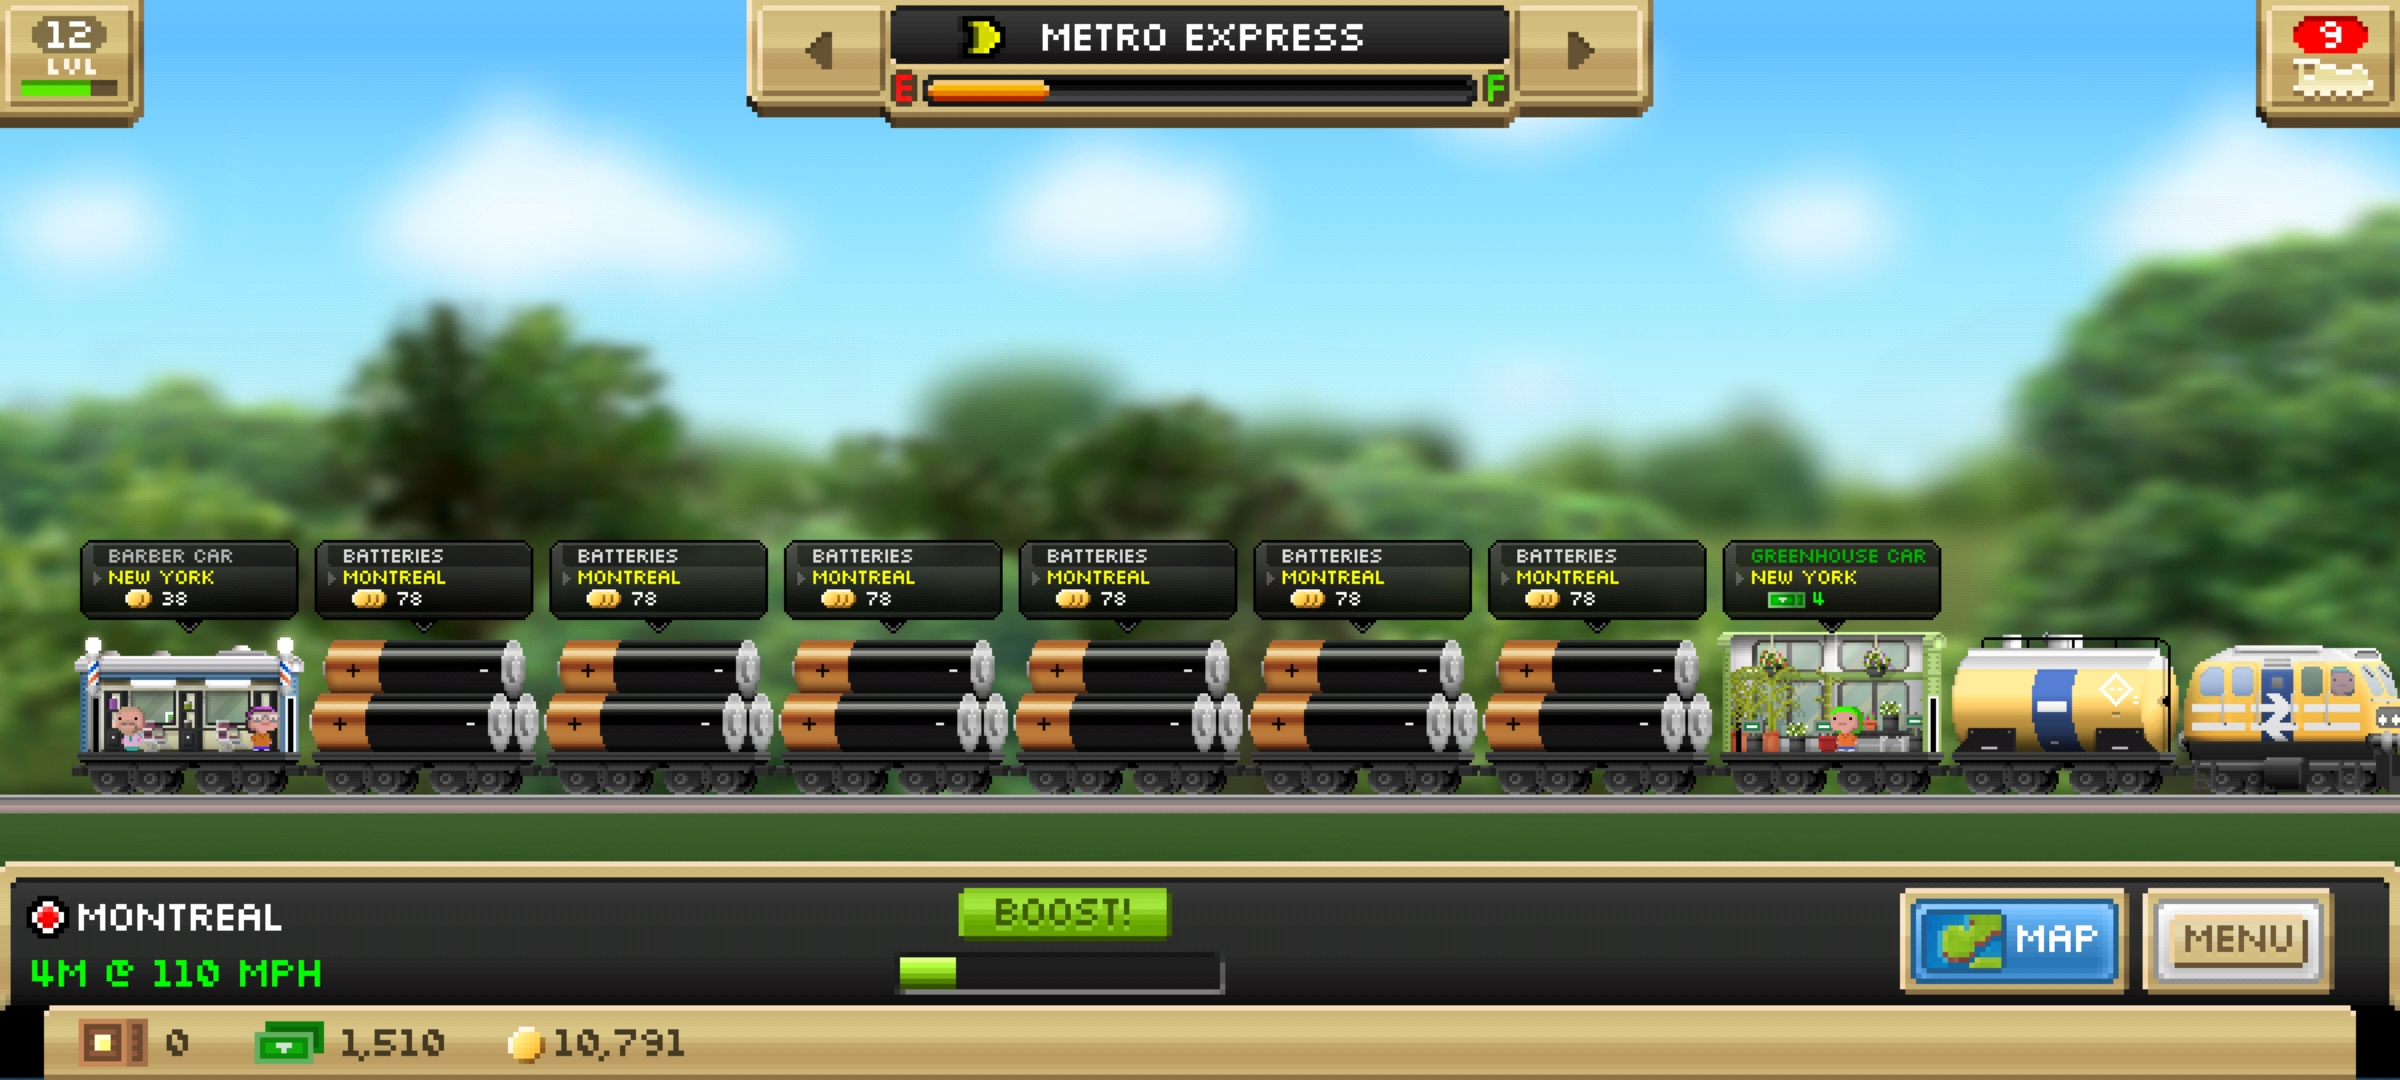 12
LVL
METRO EXPRESS
E F
9
BARBER CAR
NEW YORK
38
BATTERIES
MONTREAL
78
BATTERIES
MONTREAL
78
BATTERIES
MONTREAL
78
BATTERIES
MONTREAL
78
BATTERIES
MONTREAL
78
BATTERIES
MONTREAL
78
GREENHOUSE CAR
NEW YORK
4
MONTREAL
4M @ 110 MPH
BOOST!
MAP
MENU
0 1,510 10,791